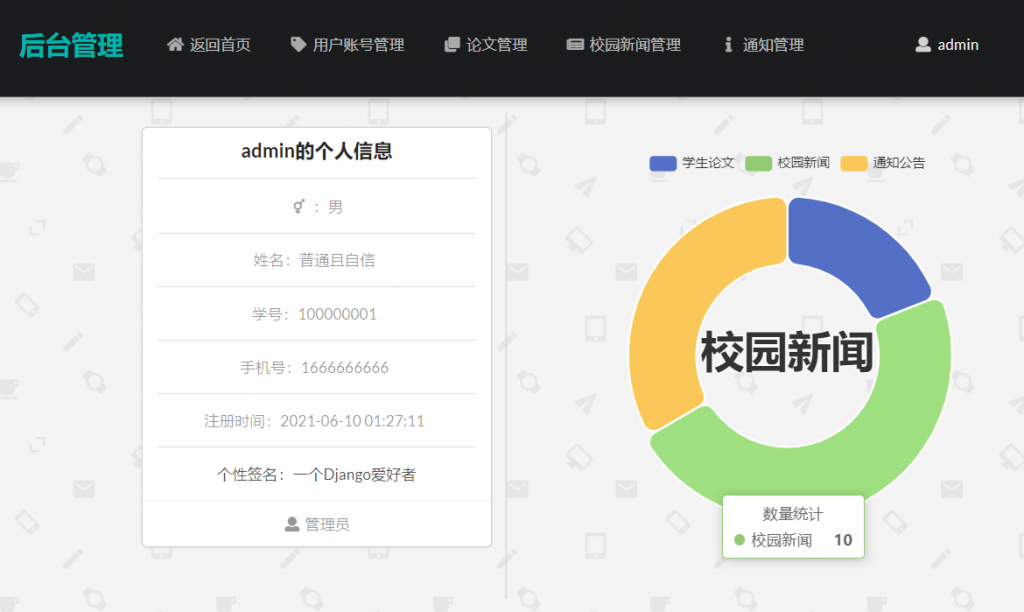 后台管理 返回首页 用户账号管理 论文管理 校园新闻管理 通知管理 admin
admin的个人信息
：男
姓名：普通且自信
学号：100000001
手机号：1666666666
注册时间：2021-06-10 01:27:11
个性签名：一个Django爱好者
管理员
学生论文 校园新闻 通知公告
校园新闻
数量统计
校园新闻 10